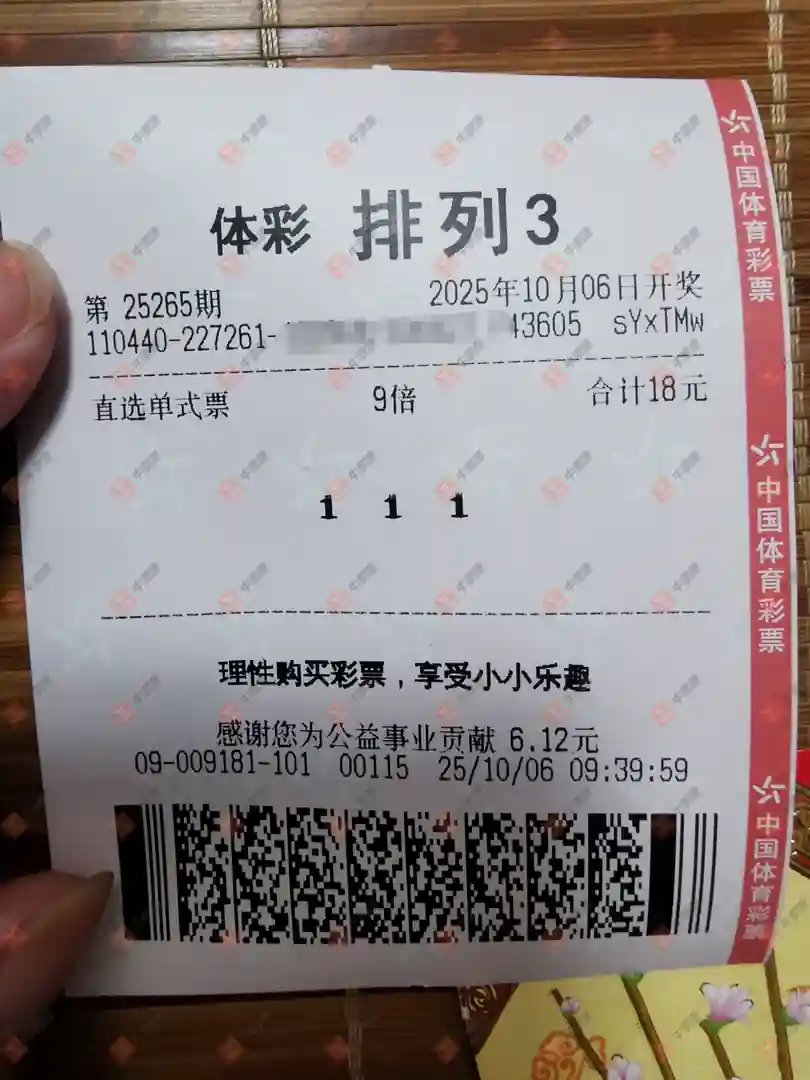 体彩 排列3
第 25265期 2025年10月06日开奖
110440-227261- 43605 sYxTMw
直选单式票 9倍 合计18元
1 1 1
理性购买彩票，享受小小乐趣
感谢您为公益事业贡献 6.12元
09-009181-101 00115 25/10/06 09:39:59
中国体育彩票
中国体育彩票
中国体育彩票